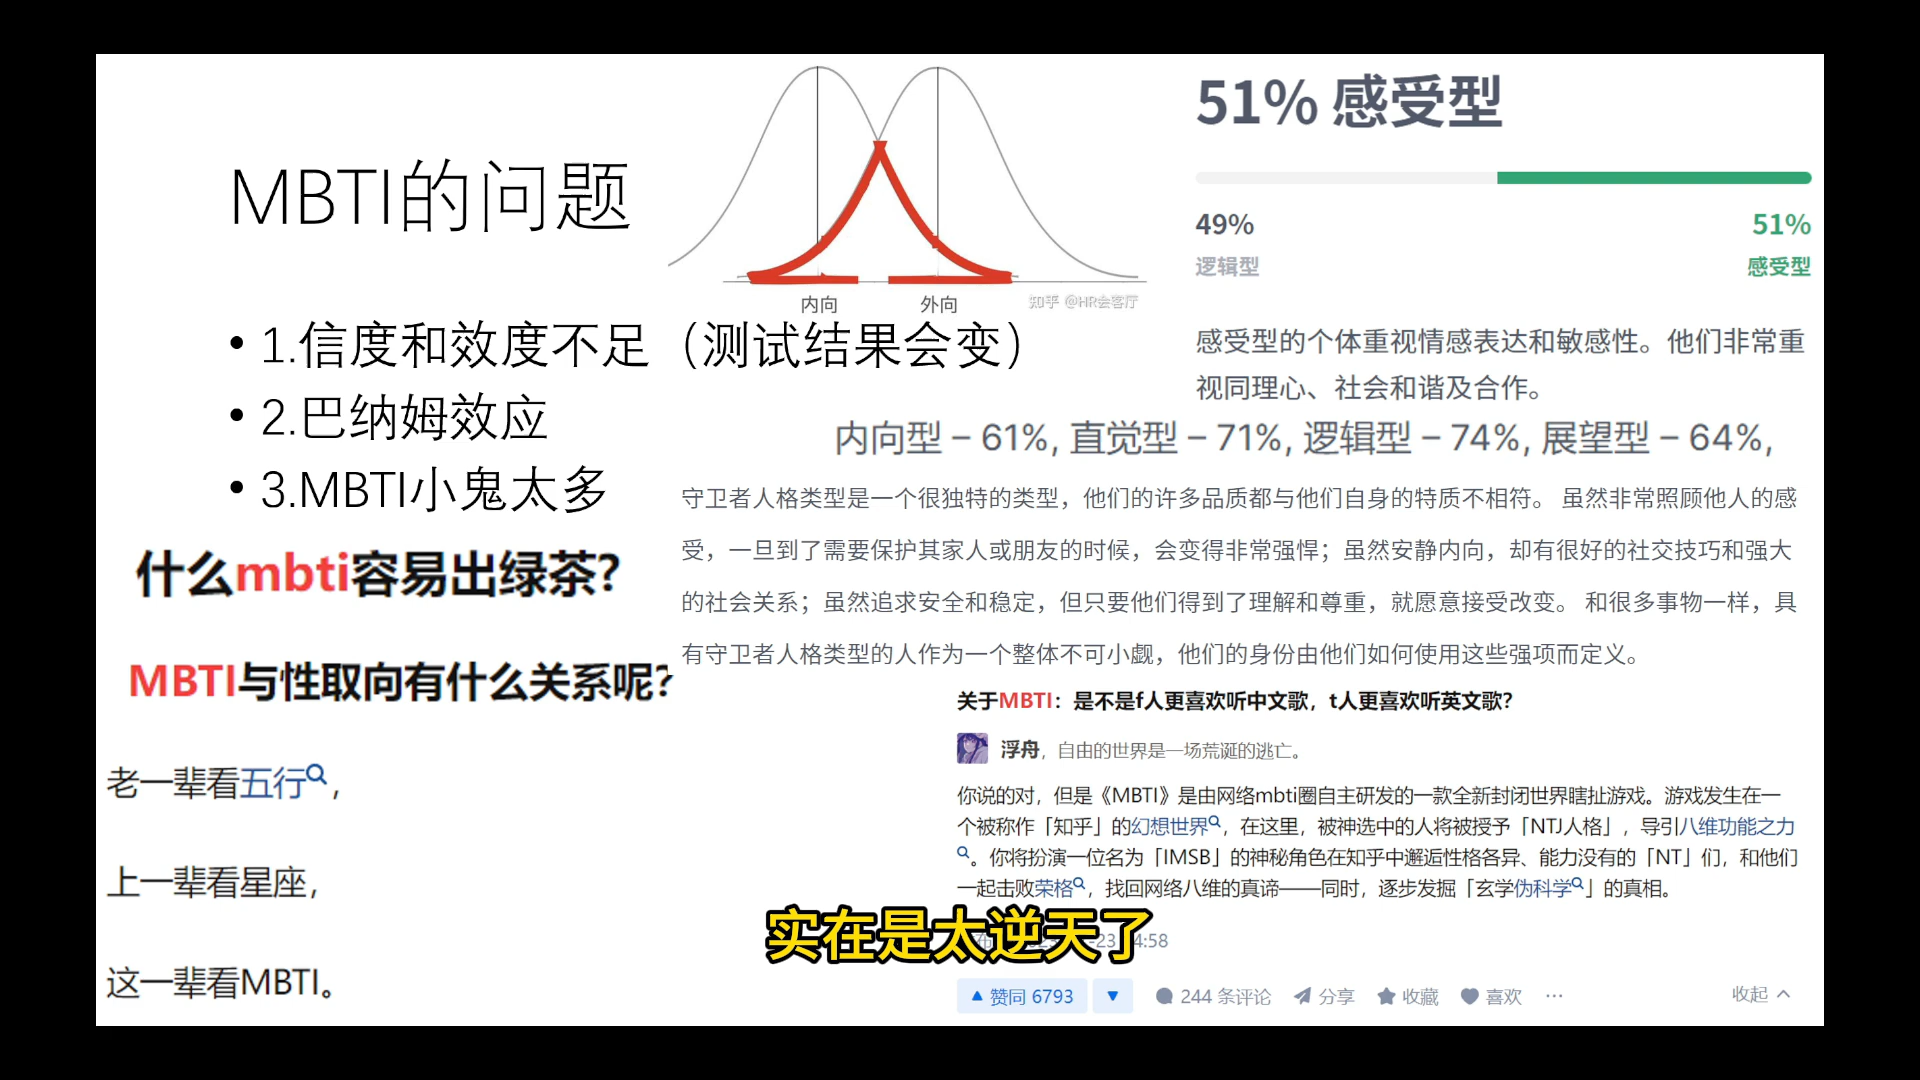 MBTI的问题
• 1.信度和效度不足（测试结果会变）
• 2.巴纳姆效应
• 3.MBTI小鬼太多
什么mbti容易出绿茶?
MBTI与性取向有什么关系呢?
老一辈看五行，
上一辈看星座，
这一辈看MBTI。
内向 外向
知乎 @HR会客厅
51% 感受型
49% 51%
逻辑型 感受型
感受型的个体重视情感表达和敏感性。他们非常重
视同理心、社会和谐及合作。
内向型 – 61%, 直觉型 – 71%, 逻辑型 – 74%, 展望型 – 64%,
守卫者人格类型是一个很独特的类型，他们的许多品质都与他们自身的特质不相符。 虽然非常照顾他人的感
受，一旦到了需要保护其家人或朋友的时候，会变得非常强悍；虽然安静内向，却有很好的社交技巧和强大
的社会关系；虽然追求安全和稳定，但只要他们得到了理解和尊重，就愿意接受改变。 和很多事物一样，具
有守卫者人格类型的人作为一个整体不可小觑，他们的身份由他们如何使用这些强项而定义。
关于MBTI：是不是f人更喜欢听中文歌，t人更喜欢听英文歌？
浮舟，自由的世界是一场荒诞的逃亡。
你说的对，但是《MBTI》是由网络mbti圈自主研发的一款全新封闭世界瞎扯游戏。游戏发生在一
个被称作「知乎」的幻想世界，在这里，被神选中的人将被授予「NTJ人格」，导引八维功能之力
。你将扮演一位名为「IMSB」的神秘角色在知乎中邂逅性格各异、能力没有的「NT」们，和他们
一起击败荣格，找回网络八维的真谛——同时，逐步发掘「玄学伪科学」的真相。
实在是太逆天了
4:58
赞同 6793 244 条评论 分享 收藏 喜欢 ··· 收起